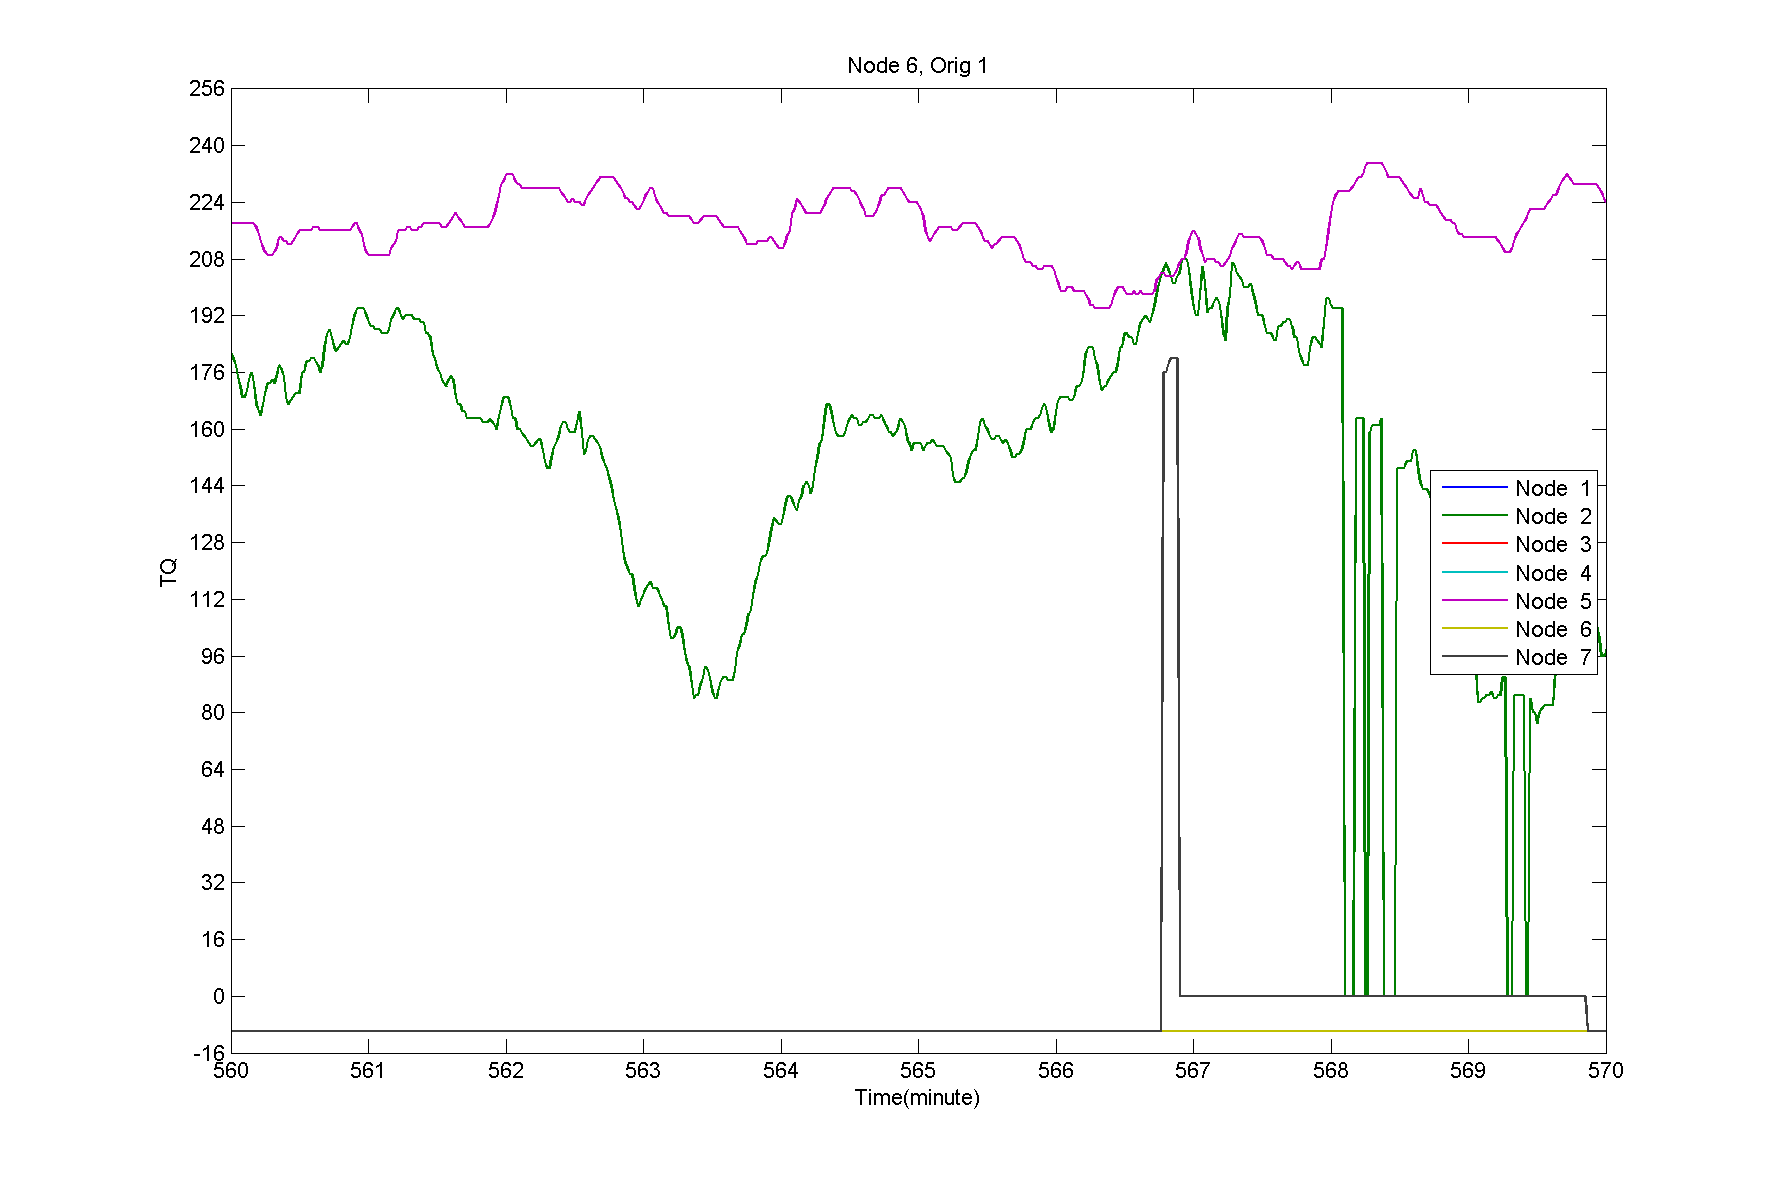 Node 6, Orig 1
256
240
224
208
192
176
160
144
128
112
96
80
64
48
32
16
0
-16
TQ
Node 1
Node 2
Node 3
Node 4
Node 5
Node 6
Node 7
560 561 562 563 564 565 566 567 568 569 570
Time(minute)